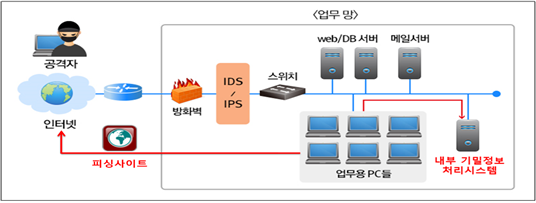 <업무 망>
web/DB 서버
메일서버
공격자
스위치
IDS
/
IPS
인터넷
방화벽
피싱사이트
업무용 PC들
내부 기밀정보
처리시스템